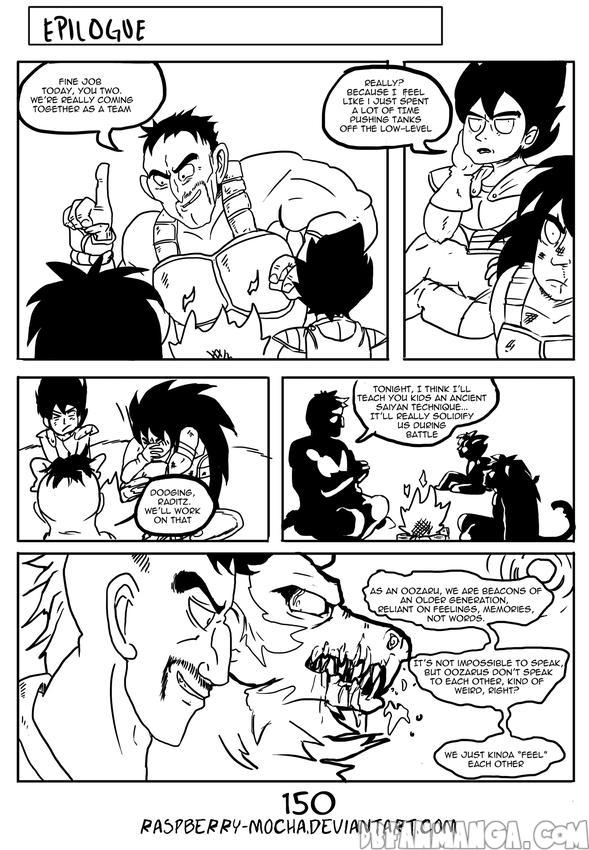 EPILOGUE
FINE JOB
TODAY, YOU TWO.
WE'RE REALLY COMING
TOGETHER AS A TEAM
REALLY?
BECAUSE I FEEL
LIKE I JUST SPENT
A LOT OF TIME
PUSHING TANKS
OFF THE LOW-LEVEL
DODGING,
RADITZ.
WE'LL WORK
ON THAT
TONIGHT, I THINK I'LL
TEACH YOU KIDS AN ANCIENT
SAIYAN TECHNIQUE...
IT'LL REALLY SOLIDIFY
US DURING
BATTLE
AS AN OOZARU, WE ARE BEACONS OF
AN OLDER GENERATION,
RELIANT ON FEELINGS, MEMORIES,
NOT WORDS.
IT'S NOT IMPOSSIBLE TO SPEAK,
BUT OOZARUS DON'T SPEAK
TO EACH OTHER, KIND OF
WEIRD, RIGHT?
WE JUST KINDA "FEEL"
EACH OTHER
150
RASPBERRY-MOCHA.DEVIANTART.COM
DBFANMANGA.COM